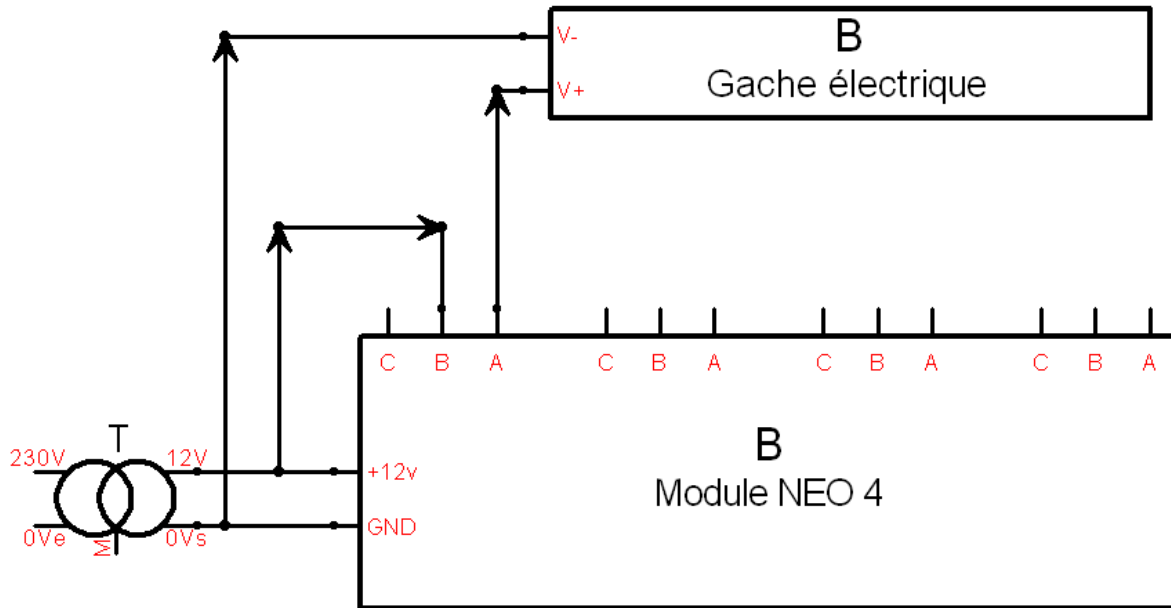 V-
B
V+
Gache électrique
C B A C B A C B A C B A
T
230V 12V
+12v
B
Module NEO 4
0Ve M 0Vs
GND